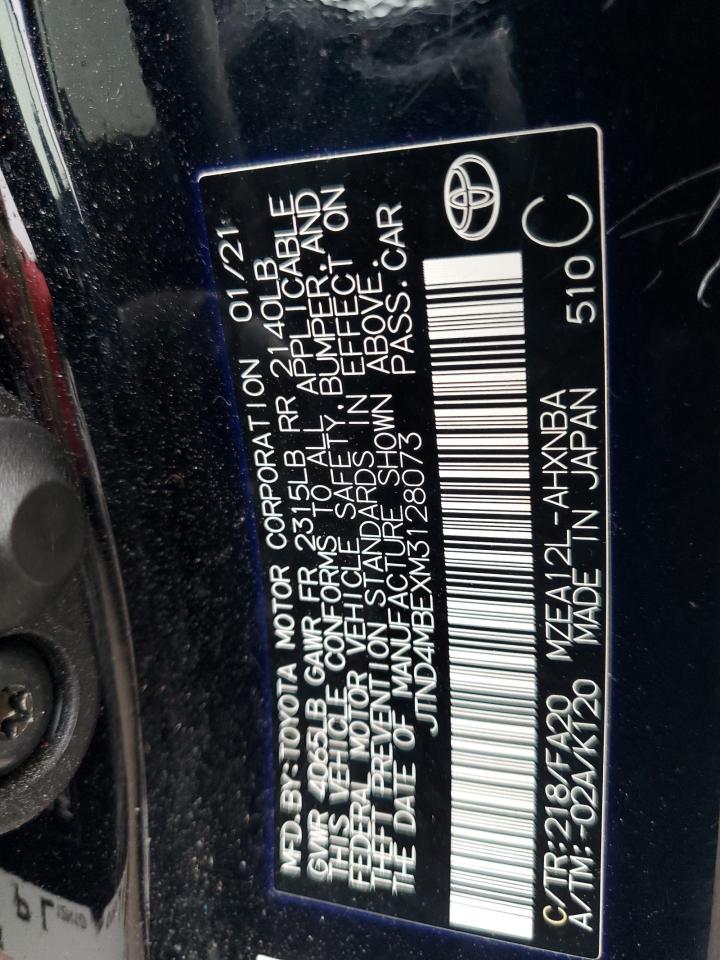 MFD. BY: TOYOTA MOTOR CORPORATION 01/21
GVWR 4065LB GAWR FR 2315LB RR 2140LB
THIS VEHICLE CONFORMS TO ALL APPLICABLE
FEDERAL MOTOR VEHICLE SAFETY, BUMPER, AND
THEFT PREVENTION STANDARDS IN EFFECT ON
THE DATE OF MANUFACTURE SHOWN ABOVE.
JTND4MBEXM3128073 PASS. CAR
C/TR:218/FA20 MZEA12L-AHXNBA
A/TM:-02A/K120 MADE IN JAPAN 510 C